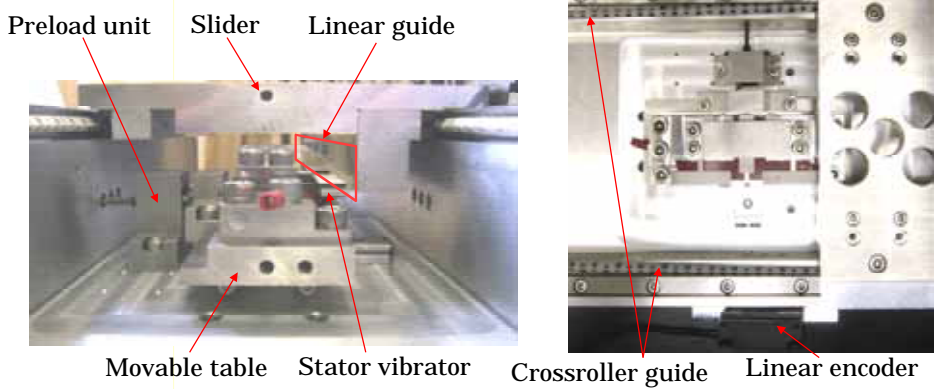 Preload unit
Slider
Linear guide
Movable table
Stator vibrator
Crossroller guide
Linear encoder